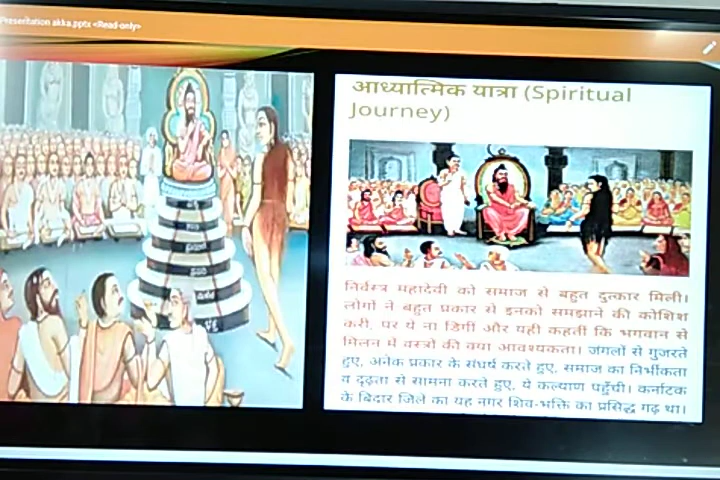 Presentation akka.pptx <Read-only>
आध्यात्मिक यात्रा (Spiritual
Journey)
निर्वस्त्र महादेवी को समाज से बहुत दुत्कार मिली।
लोगों ने बहुत प्रकार से इनको समझाने की कोशिश
करी, पर ये ना डिगी और यही कहती कि भगवान से
मिलन में वस्त्रों की क्या आवश्यकता। जंगलों से गुजरते
हुए, अनेक प्रकार के संघर्ष करते हुए, समाज का निर्भीकता
व दृढ़ता से सामना करते हुए, ये कल्याण पहुँची। कर्नाटक
के बिदार जिले का यह नगर शिव-भक्ति का प्रसिद्ध गढ़ था।